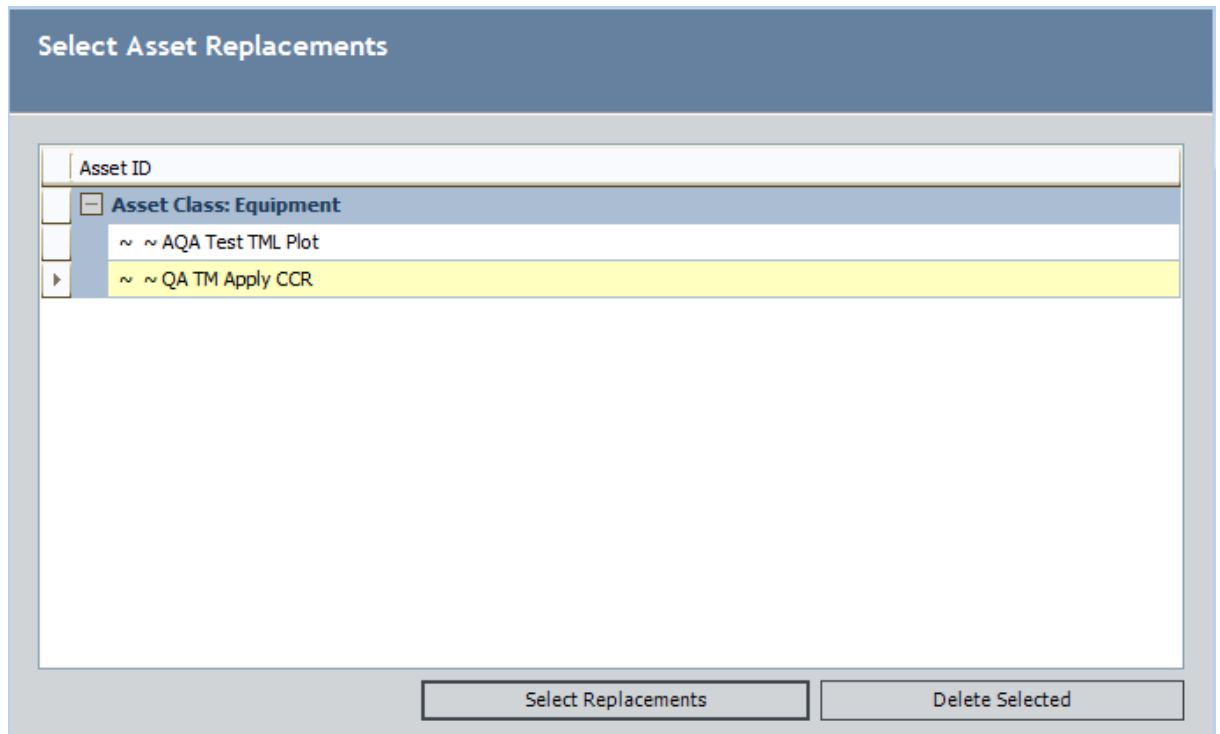 Select Asset Replacements
Asset ID
Asset Class: Equipment
~ ~ AQA Test TML Plot
~ ~ QA TM Apply CCR
Select Replacements
Delete Selected